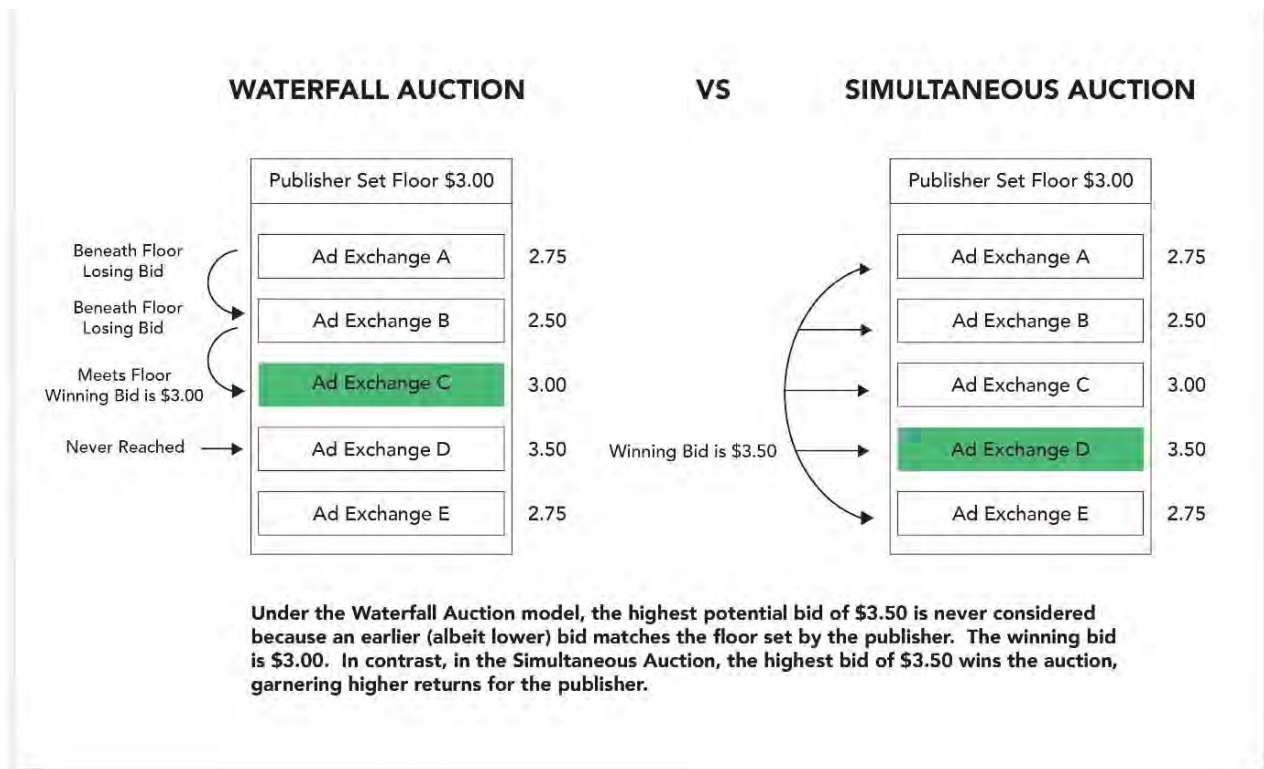 WATERFALL AUCTION
VS
SIMULTANEOUS AUCTION
Publisher Set Floor $3.00
Beneath Floor
Losing Bid
Ad Exchange A
2.75
Beneath Floor
Losing Bid
Ad Exchange B
2.50
Meets Floor
Winning Bid is $3.00
Ad Exchange C
3.00
Never Reached
Ad Exchange D
3.50
Ad Exchange E
2.75
Publisher Set Floor $3.00
Ad Exchange A
2.75
Ad Exchange B
2.50
Ad Exchange C
3.00
Winning Bid is $3.50
Ad Exchange D
3.50
Ad Exchange E
2.75
Under the Waterfall Auction model, the highest potential bid of $3.50 is never considered
because an earlier (albeit lower) bid matches the floor set by the publisher.  The winning bid
is $3.00.  In contrast, in the Simultaneous Auction, the highest bid of $3.50 wins the auction,
garnering higher returns for the publisher.